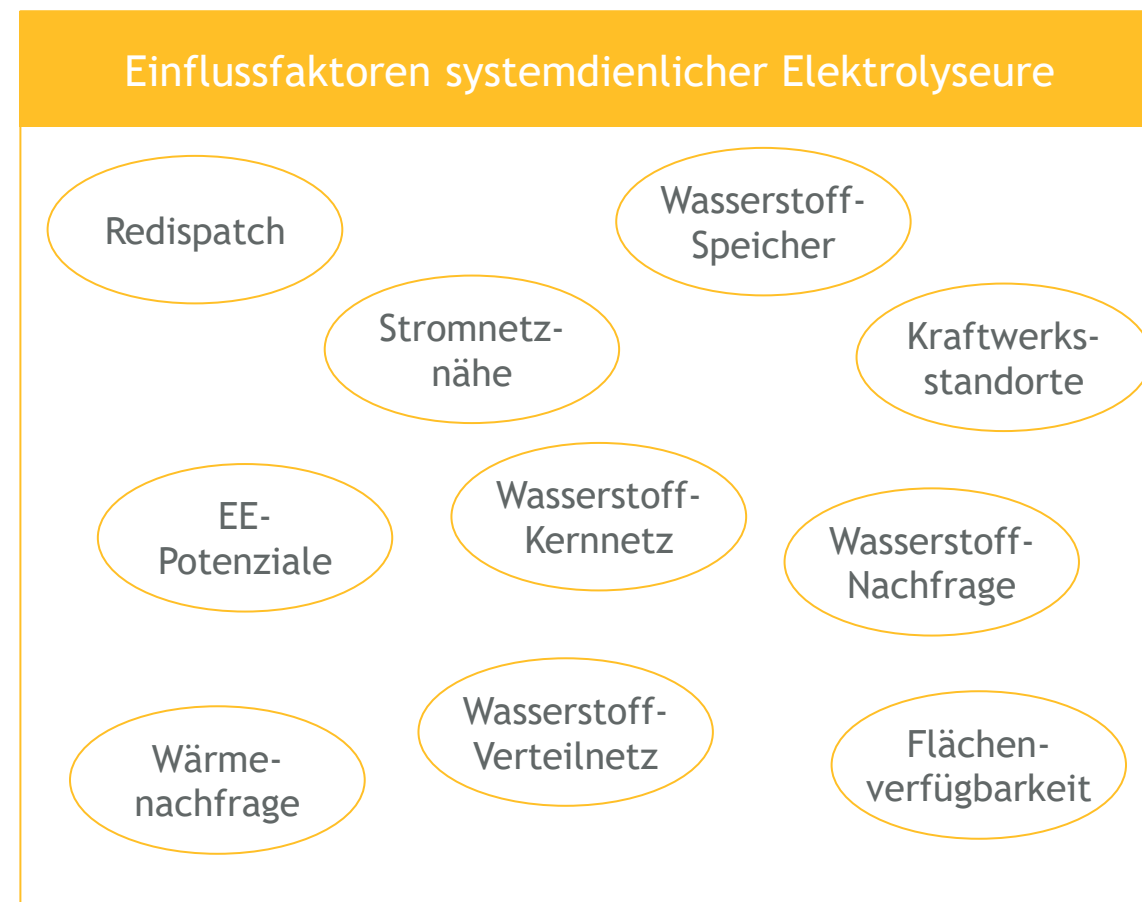 Einflussfaktoren systemdienlicher Elektrolyseure
Redispatch
Wasserstoff-
Speicher
Stromnetz-
nähe
Kraftwerks-
standorte
EE-
Potenziale
Wasserstoff-
Kernnetz
Wasserstoff-
Nachfrage
Wärme-
nachfrage
Wasserstoff-
Verteilnetz
Flächen-
verfügbarkeit